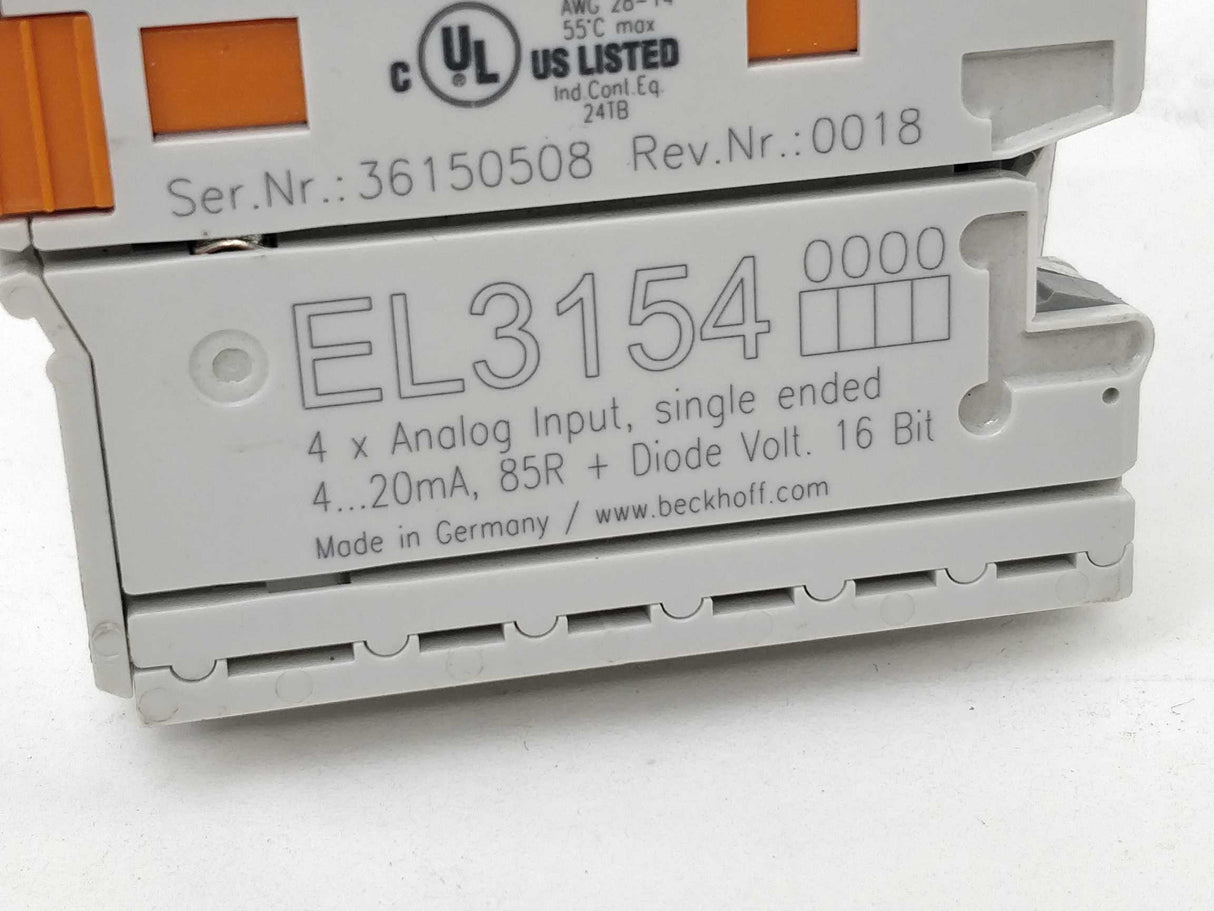 AWG 28-14
55°C max
C UL ® US LISTED
Ind.Cont.Eq.
24TB
Ser.Nr.:36150508 Rev.Nr.:0018
EL3154 0000
4 x Analog Input, single ended
4...20mA, 85R + Diode Volt. 16 Bit
Made in Germany / www.beckhoff.com